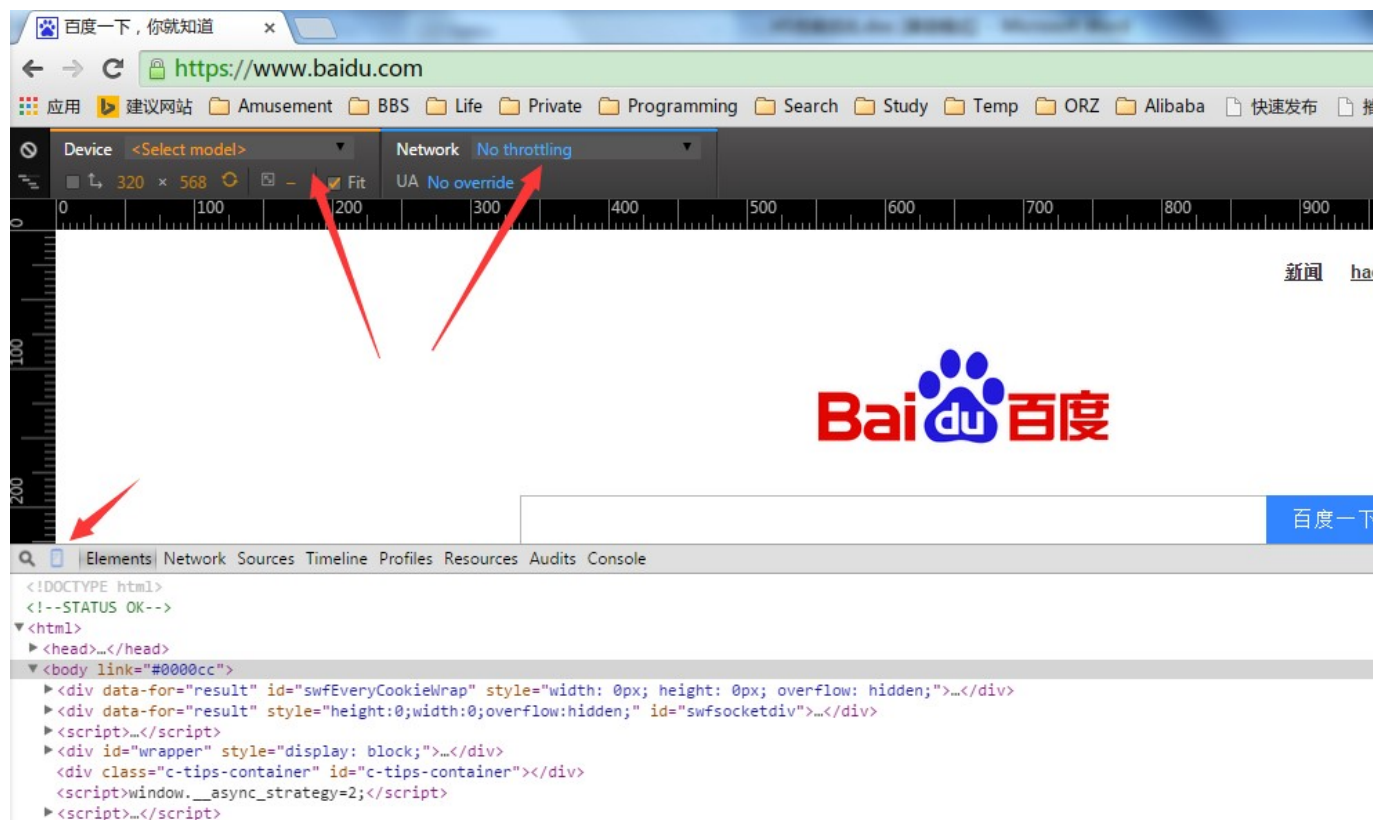 百度一下，你就知道 ×
https://www.baidu.com
应用 建议网站 Amusement BBS Life Private Programming Search Study Temp ORZ Alibaba 快速发布
Device <Select model> ▼ Network No throttling ▼
320 × 568 Fit UA No override
0 100 200 300 400 500 600 700 800 900
0
新闻
100
Bai du 百度
200
百度一下
Elements Network Sources Timeline Profiles Resources Audits Console
<!DOCTYPE html>
<!--STATUS OK-->
▼<html>
▶<head>…</head>
▼<body link="#0000cc">
▶<div data-for="result" id="swfEveryCookieWrap" style="width: 0px; height: 0px; overflow: hidden;">…</div>
▶<div data-for="result" style="height:0;width:0;overflow:hidden;" id="swfsocketdiv">…</div>
▶<script>…</script>
▶<div id="wrapper" style="display: block;">…</div>
<div class="c-tips-container" id="c-tips-container"></div>
<script>window.__async_strategy=2;</script>
▶<script>…</script>